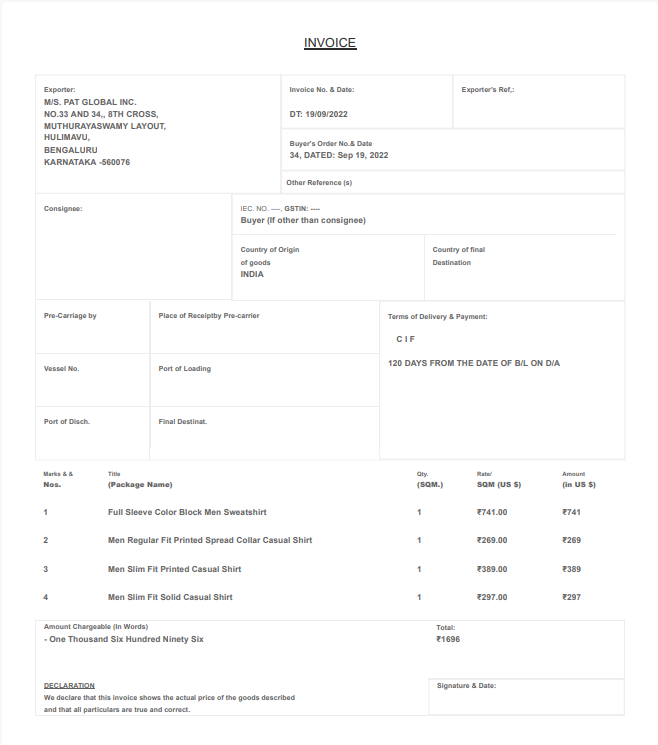 INVOICE
Exporter:
M/S. PAT GLOBAL INC.
NO.33 AND 34,, 8TH CROSS,
MUTHURAYASWAMY LAYOUT,
HULIMAVU,
BENGALURU
KARNATAKA -560076
Invoice No. & Date:
DT: 19/09/2022
Exporter's Ref,:
Buyer's Order No.& Date
34, DATED: Sep 19, 2022
Other Reference (s)
Consignee:
IEC. NO. ----, GSTIN: ----
Buyer (If other than consignee)
Country of Origin
of goods
INDIA
Country of final
Destination
Pre-Carriage by
Place of Receiptby Pre-carrier
Terms of Delivery & Payment:
C I F
120 DAYS FROM THE DATE OF B/L ON D/A
Vessel No.
Port of Loading
Port of Disch.
Final Destinat.
Marks & & Title Qty. Rate/ Amount
Nos. (Package Name) (SQM.) SQM (US $) (in US $)
1 Full Sleeve Color Block Men Sweatshirt 1 ₹741.00 ₹741
2 Men Regular Fit Printed Spread Collar Casual Shirt 1 ₹269.00 ₹269
3 Men Slim Fit Printed Casual Shirt 1 ₹389.00 ₹389
4 Men Slim Fit Solid Casual Shirt 1 ₹297.00 ₹297
Amount Chargeable (In Words)
- One Thousand Six Hundred Ninety Six
Total:
₹1696
DECLARATION
We declare that this invoice shows the actual price of the goods described
and that all particulars are true and correct.
Signature & Date: